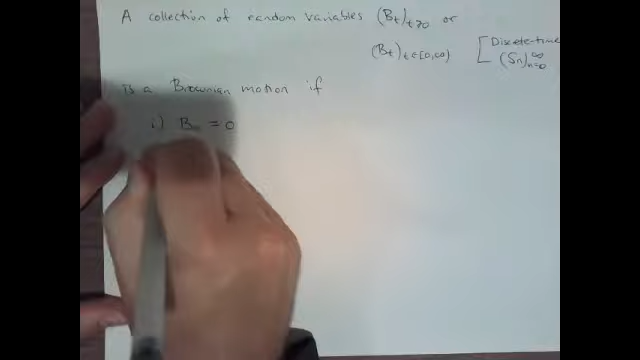 A collection of random variables (Bt)t≥0 or
(Bt)t∈[0,∞) [Discrete-time
(Sn)∞n=0
is a Brownian motion if
i) B = 0